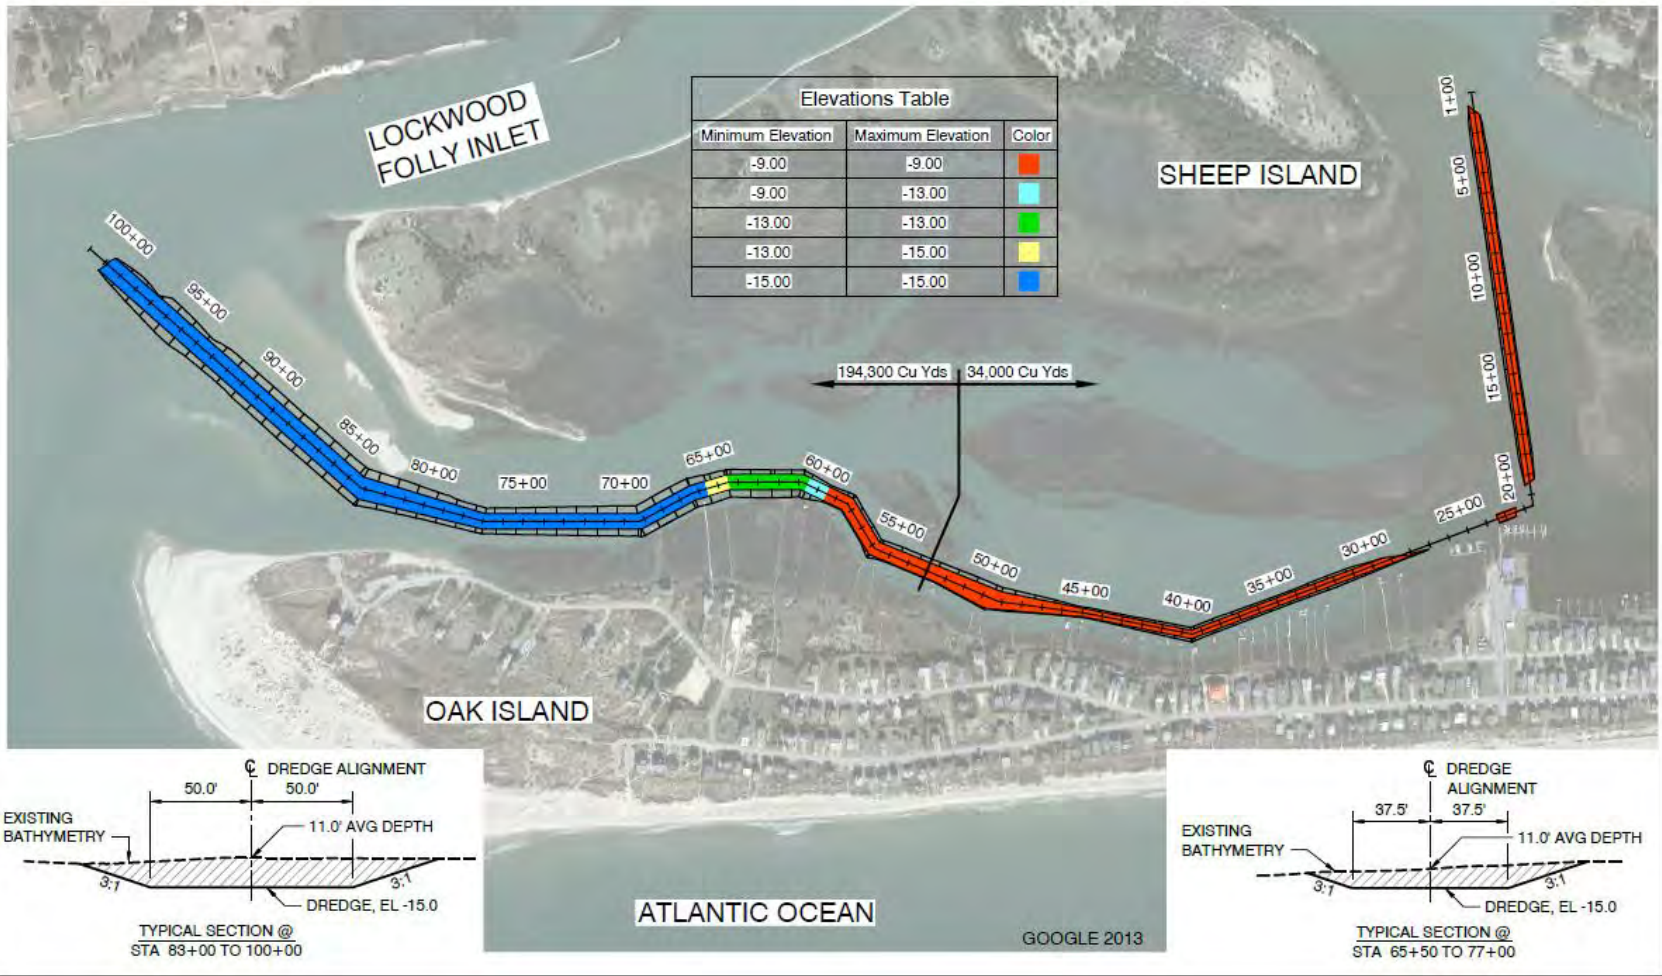 LOCKWOOD
FOLLY INLET
Elevations Table
Minimum Elevation Maximum Elevation Color
-9.00 -9.00
-9.00 -13.00
-13.00 -13.00
-13.00 -15.00
-15.00 -15.00
SHEEP ISLAND
1+00
5+00
10+00
15+00
20+00
25+00
30+00
35+00
40+00
45+00
50+00
55+00
60+00
65+00
70+00
75+00
80+00
85+00
90+00
95+00
100+00
194,300 Cu Yds 34,000 Cu Yds
OAK ISLAND
ATLANTIC OCEAN
GOOGLE 2013
℄ DREDGE ALIGNMENT
50.0' 50.0'
EXISTING
BATHYMETRY
11.0' AVG DEPTH
3:1 3:1
DREDGE, EL -15.0
TYPICAL SECTION @
STA 83+00 TO 100+00
℄ DREDGE
ALIGNMENT
37.5' 37.5'
EXISTING
BATHYMETRY
11.0' AVG DEPTH
3:1 3:1
DREDGE, EL -15.0
TYPICAL SECTION @
STA 65+50 TO 77+00